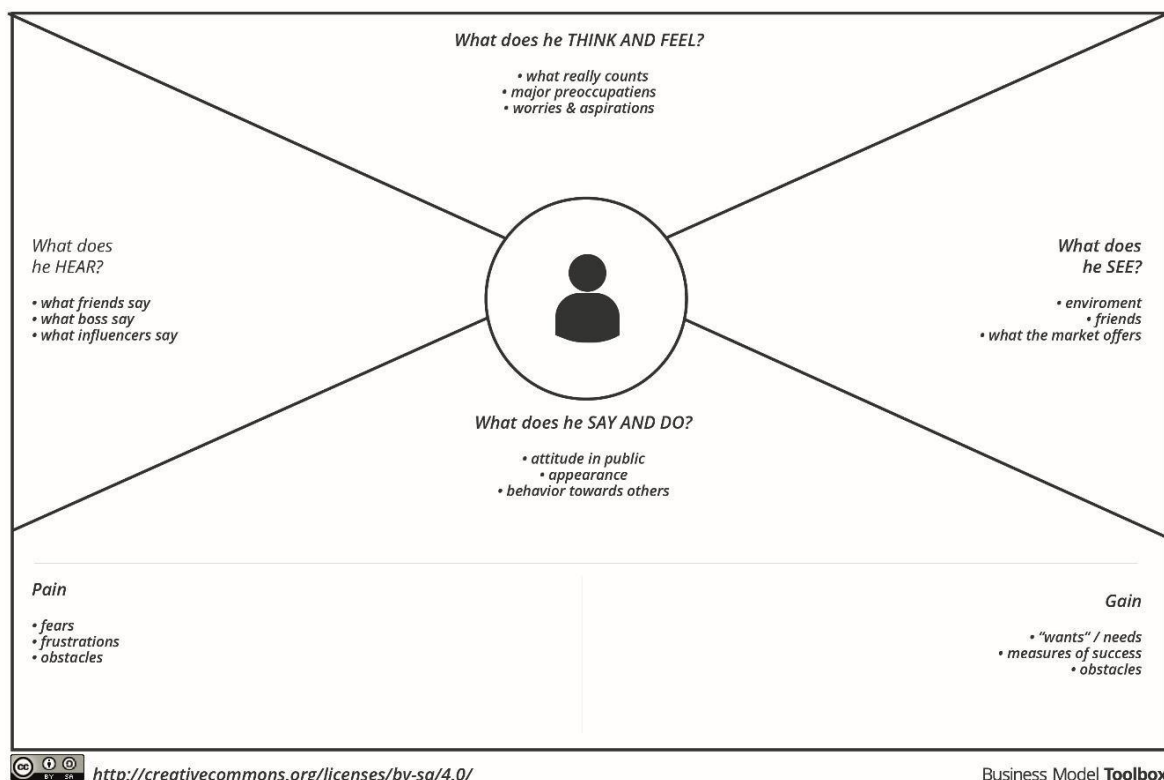 What does he THINK AND FEEL?
• what really counts
• major preoccupatiens
• worries & aspirations
What does
he HEAR?
• what friends say
• what boss say
• what influencers say
What does
he SEE?
• enviroment
• friends
• what the market offers
What does he SAY AND DO?
• attitude in public
• appearance
• behavior towards others
Pain
• fears
• frustrations
• obstacles
Gain
• “wants“ / needs
• measures of success
• obstacles
cc BY SA
http://creativecommons.org/licenses/by-sa/4.0/
Business Model Toolbox